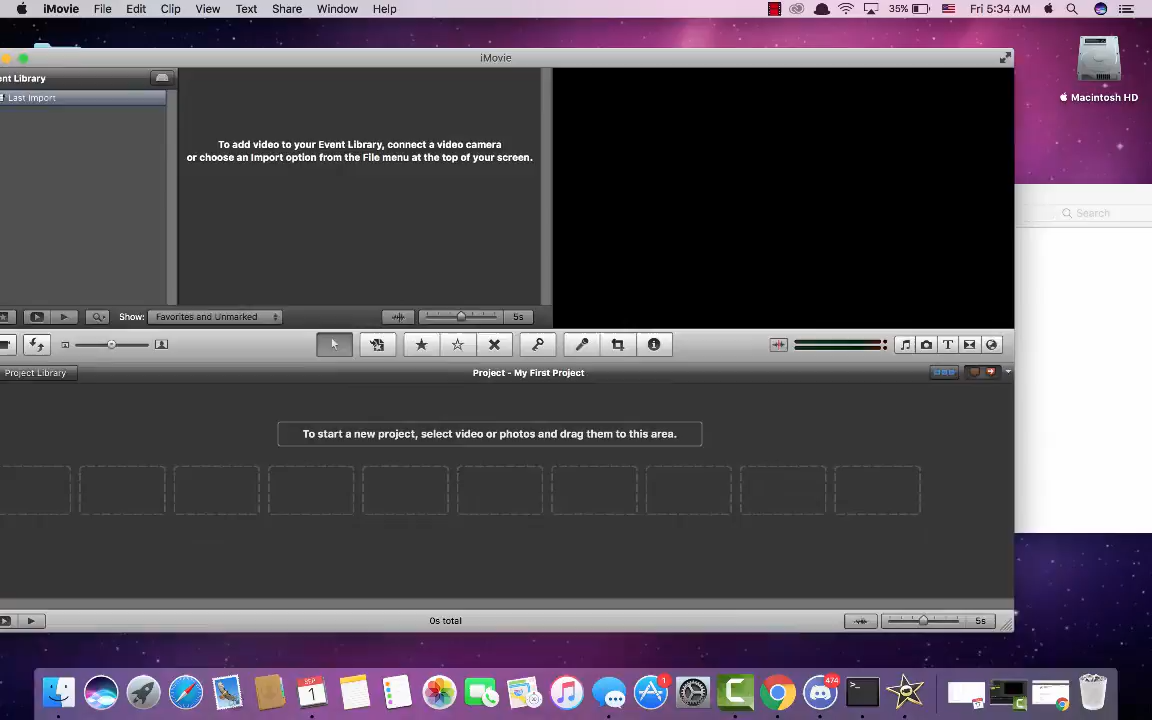 iMovie File Edit Clip View Text Share Window Help 35% Fri 5:34 AM
iMovie
ent Library
Last Import
To add video to your Event Library, connect a video camera
or choose an Import option from the File menu at the top of your screen.
Macintosh HD
Search
Show: Favorites and Unmarked 5s
Project Library Project - My First Project
To start a new project, select video or photos and drag them to this area.
0s total 5s
SEP
1
1
474